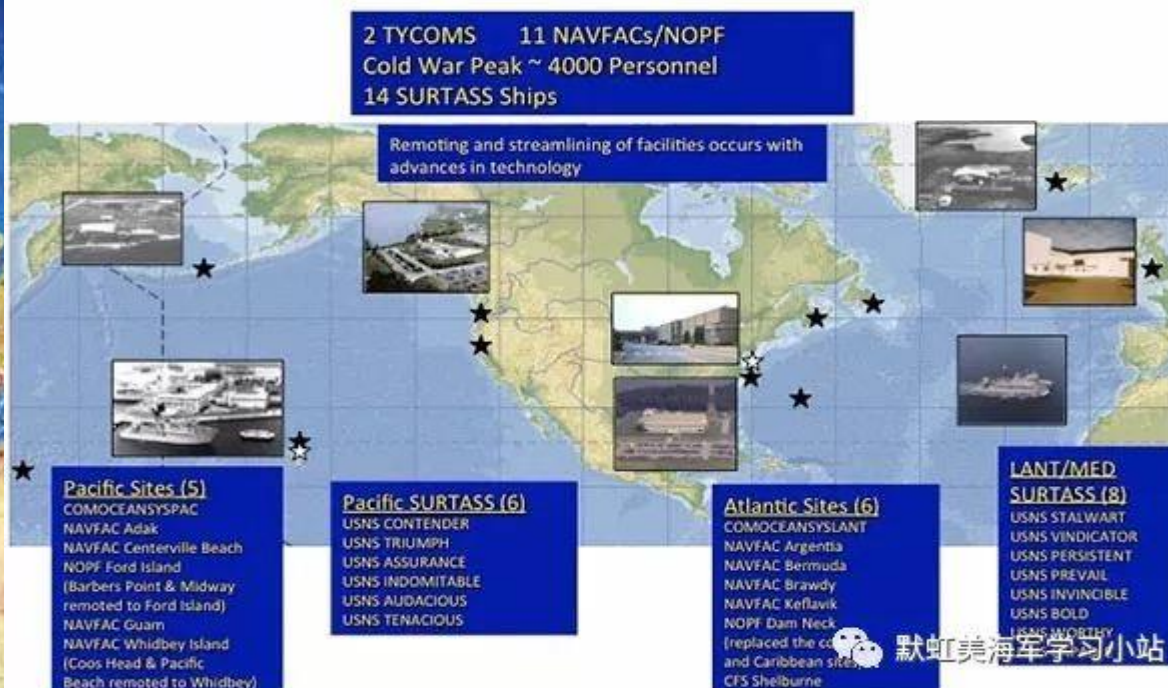 2 TYCOMS 11 NAVFACs/NOPF
Cold War Peak ~ 4000 Personnel
14 SURTASS Ships
Remoting and streamlining of facilities occurs with
advances in technology
Pacific Sites (5)
COMOCEANSYSPAC
NAVFAC Adak
NAVFAC Centerville Beach
NOPF Ford Island
(Barbers Point & Midway
remoted to Ford Island)
NAVFAC Guam
NAVFAC Whidbey Island
(Coos Head & Pacific
Beach remoted to Whidbey)
Pacific SURTASS (6)
USNS CONTENDER
USNS TRIUMPH
USNS ASSURANCE
USNS INDOMITABLE
USNS AUDACIOUS
USNS TENACIOUS
Atlantic Sites (6)
COMOCEANSYSLANT
NAVFAC Argentia
NAVFAC Bermuda
NAVFAC Brawdy
NAVFAC Keflavik
NOPF Dam Neck
(replaced the
and Caribbean sites
CFS Shelburne
LANT/MED
SURTASS (8)
USNS STALWART
USNS VINDICATOR
USNS PERSISTENT
USNS PREVAIL
USNS INVINCIBLE
USNS BOLD
USNS WORTHY
默虹美海军学习小站